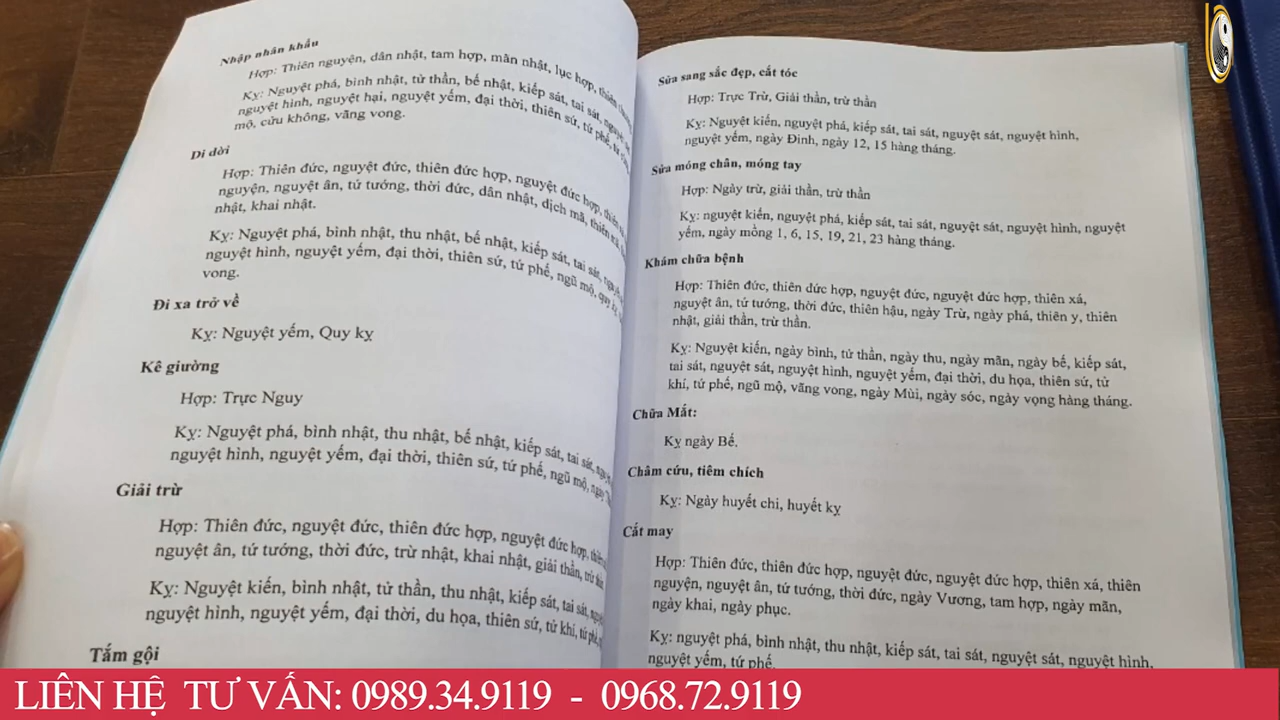 Nhập nhân khẩu
Hợp: Thiên nguyện, dân nhật, tam hợp, mãn nhật, lục hợp, thiên
Kỵ: Nguyệt phá, bình nhật, tử thần, bế nhật, kiếp sát, tai sát,
nguyệt hình, nguyệt hại, nguyệt yếm, đại thời, thiên sứ, tứ phế, tứ
mộ, cửu không, vãng vong.
Di dời
Hợp: Thiên đức, nguyệt đức, thiên đức hợp, nguyệt đức hợp, thiên
nguyện, nguyệt ân, tứ tướng, thời đức, dân nhật, dịch mã, thiên xá,
nhật, khai nhật.
Kỵ: Nguyệt phá, bình nhật, thu nhật, bế nhật, kiếp sát, tai sát,
nguyệt hình, nguyệt yếm, đại thời, thiên sứ, tứ phế, ngũ mộ, quy kỵ,
vong.
Đi xa trở về
Kỵ: Nguyệt yếm, Quy kỵ
Kê giường
Hợp: Trực Nguy
Kỵ: Nguyệt phá, bình nhật, thu nhật, bế nhật, kiếp sát, tai sát,
nguyệt hình, nguyệt yếm, đại thời, thiên sứ, tứ phế, ngũ mộ, ngày
Giải trừ
Hợp: Thiên đức, nguyệt đức, thiên đức hợp, nguyệt đức hợp, thiên
nguyệt ân, tứ tướng, thời đức, trừ nhật, khai nhật, giải thần, trừ thần
Kỵ: Nguyệt kiến, bình nhật, tử thần, thu nhật, kiếp sát, tai sát,
nguyệt hình, nguyệt yếm, đại thời, du họa, thiên sứ, tử khí, tứ phế,
Tắm gội
Sửa sang sắc đẹp, cắt tóc
Hợp: Trực Trừ, Giải thần, trừ thần
Kỵ: Nguyệt kiến, nguyệt phá, kiếp sát, tai sát, nguyệt sát, nguyệt hình,
nguyệt yếm, ngày Đinh, ngày 12, 15 hàng tháng.
Sửa móng chân, móng tay
Hợp: Ngày trừ, giải thần, trừ thần
Kỵ: nguyệt kiến, nguyệt phá, kiếp sát, tai sát, nguyệt sát, nguyệt hình, nguyệt
yếm, ngày mồng 1, 6, 15, 19, 21, 23 hàng tháng.
Khám chữa bệnh
Hợp: Thiên đức, thiên đức hợp, nguyệt đức, nguyệt đức hợp, thiên xá,
nguyệt ân, tứ tướng, thời đức, thiên hậu, ngày Trừ, ngày phá, thiên y, thiên
nhật, giải thần, trừ thần.
Kỵ: Nguyệt kiến, ngày bình, tử thần, ngày thu, ngày mãn, ngày bế, kiếp sát,
tai sát, nguyệt sát, nguyệt hình, nguyệt yếm, đại thời, du họa, thiên sứ, tử
khí, tứ phế, ngũ mộ, vãng vong, ngày Mùi, ngày sóc, ngày vọng hàng tháng.
Chữa Mắt:
Kỵ ngày Bế.
Châm cứu, tiêm chích
Kỵ: Ngày huyết chi, huyết kỵ
Cắt may
Hợp: Thiên đức, thiên đức hợp, nguyệt đức, nguyệt đức hợp, thiên xá, thiên
nguyện, nguyệt ân, tứ tướng, thời đức, ngày Vương, tam hợp, ngày mãn,
ngày khai, ngày phục.
Kỵ: nguyệt phá, bình nhật, thu nhật, kiếp sát, tai sát, nguyệt sát, nguyệt hình,
nguyệt yếm, tứ phế.
LIÊN HỆ TƯ VẤN: 0989.34.9119 - 0968.72.9119